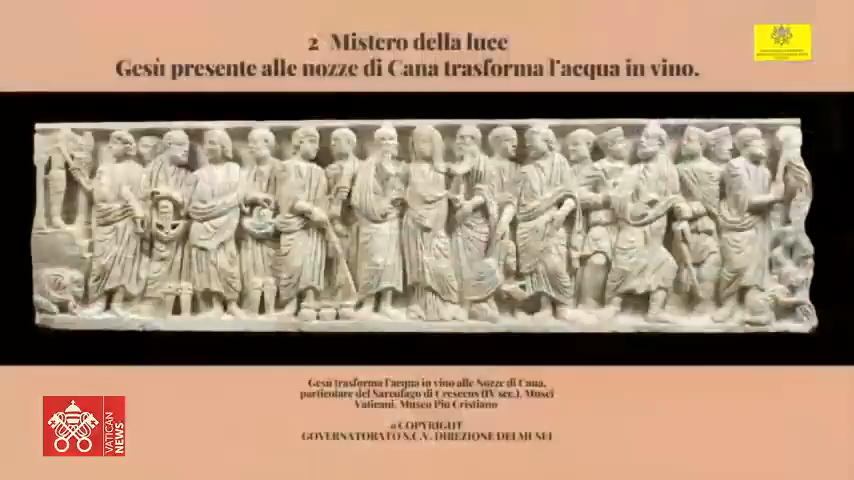 2 Mistero della luce
Gesù presente alle nozze di Cana trasforma l'acqua in vino.
Gesù trasforma l'acqua in vino alle Nozze di Cana,
particolare del Sarcofago di Crescens (IV sec.), Musei
Vaticani, Museo Pio Cristiano
© COPYRIGHT
GOVERNATORATO S.C.V. DIREZIONE DEI MUSEI
VATICAN
NEWS